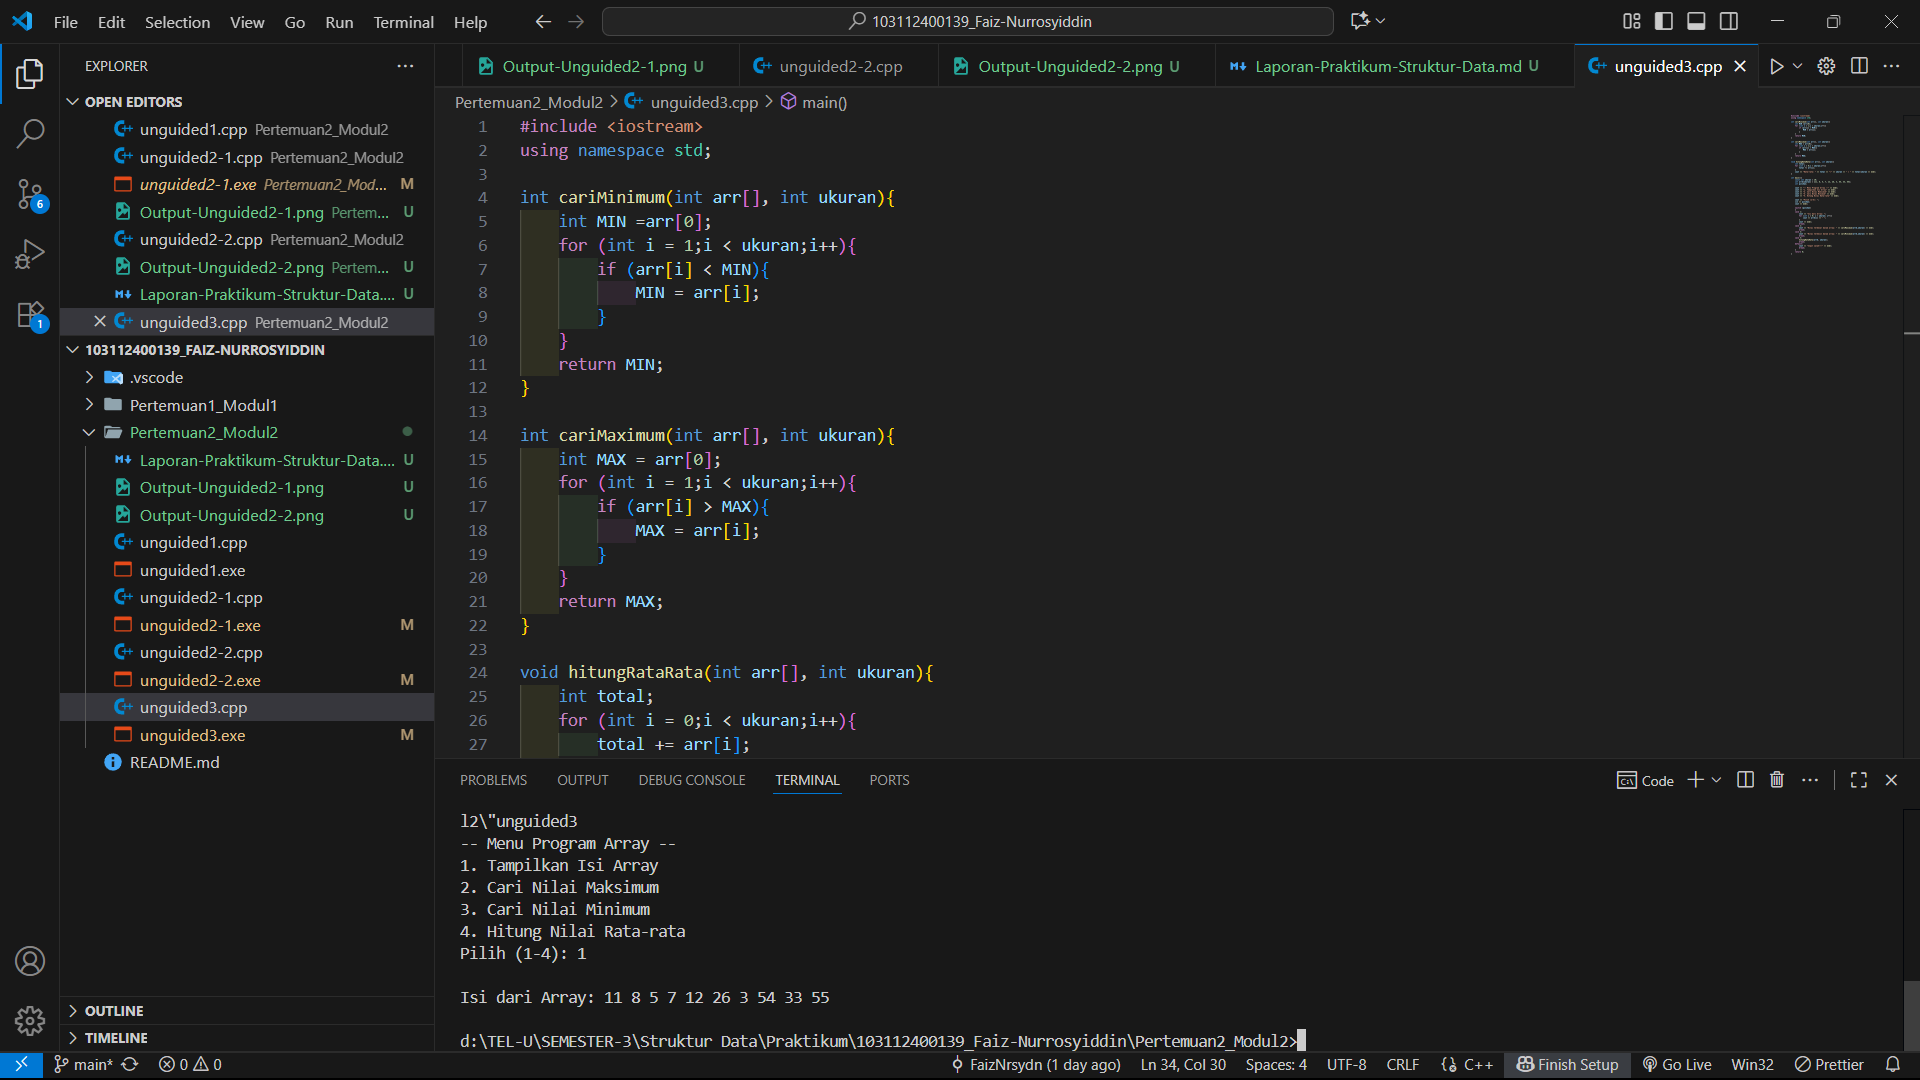 File Edit Selection View Go Run Terminal Help
103112400139_Faiz-Nurrosyiddin
EXPLORER
OPEN EDITORS
unguided1.cpp Pertemuan2_Modul2
unguided2-1.cpp Pertemuan2_Modul2
unguided2-1.exe Pertemuan2_Mod... M
Output-Unguided2-1.png Pertem... U
unguided2-2.cpp Pertemuan2_Modul2
Output-Unguided2-2.png Pertem... U
Laporan-Praktikum-Struktur-Data.... U
unguided3.cpp Pertemuan2_Modul2
103112400139_FAIZ-NURROSYIDDIN
.vscode
Pertemuan1_Modul1
Pertemuan2_Modul2
Laporan-Praktikum-Struktur-Data.... U
Output-Unguided2-1.png U
Output-Unguided2-2.png U
unguided1.cpp
unguided1.exe
unguided2-1.cpp
unguided2-1.exe M
unguided2-2.cpp
unguided2-2.exe M
unguided3.cpp
unguided3.exe M
README.md
OUTLINE
TIMELINE
6
1
Output-Unguided2-1.png U
unguided2-2.cpp
Output-Unguided2-2.png U
Laporan-Praktikum-Struktur-Data.md U
unguided3.cpp
Pertemuan2_Modul2 > unguided3.cpp > main()
1 #include <iostream>
2 using namespace std;
3
4 int cariMinimum(int arr[], int ukuran){
5 int MIN =arr[0];
6 for (int i = 1;i < ukuran;i++){
7 if (arr[i] < MIN){
8 MIN = arr[i];
9 }
10 }
11 return MIN;
12 }
13
14 int cariMaximum(int arr[], int ukuran){
15 int MAX = arr[0];
16 for (int i = 1;i < ukuran;i++){
17 if (arr[i] > MAX){
18 MAX = arr[i];
19 }
20 }
21 return MAX;
22 }
23
24 void hitungRataRata(int arr[], int ukuran){
25 int total;
26 for (int i = 0;i < ukuran;i++){
27 total += arr[i];
PROBLEMS OUTPUT DEBUG CONSOLE TERMINAL PORTS
Code
l2\"unguided3
-- Menu Program Array --
1. Tampilkan Isi Array
2. Cari Nilai Maksimum
3. Cari Nilai Minimum
4. Hitung Nilai Rata-rata
Pilih (1-4): 1
Isi dari Array: 11 8 5 7 12 26 3 54 33 55
d:\TEL-U\SEMESTER-3\Struktur Data\Praktikum\103112400139_Faiz-Nurrosyiddin\Pertemuan2_Modul2>
main* 0 0 FaizNrsydn (1 day ago) Ln 34, Col 30 Spaces: 4 UTF-8 CRLF {} C++ Finish Setup Go Live Win32 Prettier